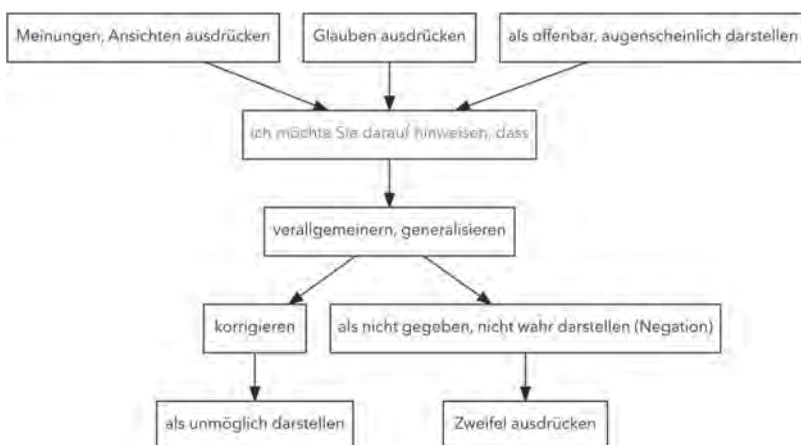 Meinungen, Ansichten ausdrücken
Glauben ausdrücken
als offenbar, augenscheinlich darstellen
ich möchte Sie darauf hinweisen, dass
verallgemeinern, generalisieren
korrigieren
als nicht gegeben, nicht wahr darstellen (Negation)
als unmöglich darstellen
Zweifel ausdrücken